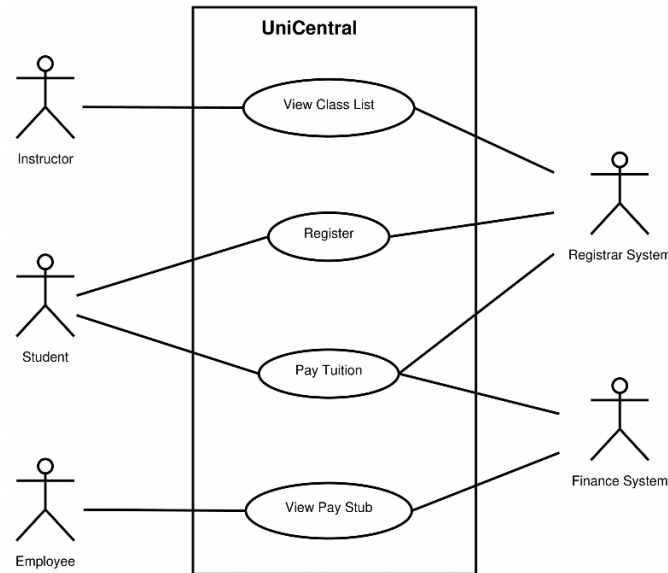 UniCentral
View Class List
Instructor
Register
Registrar System
Student
Pay Tuition
Finance System
View Pay Stub
Employee